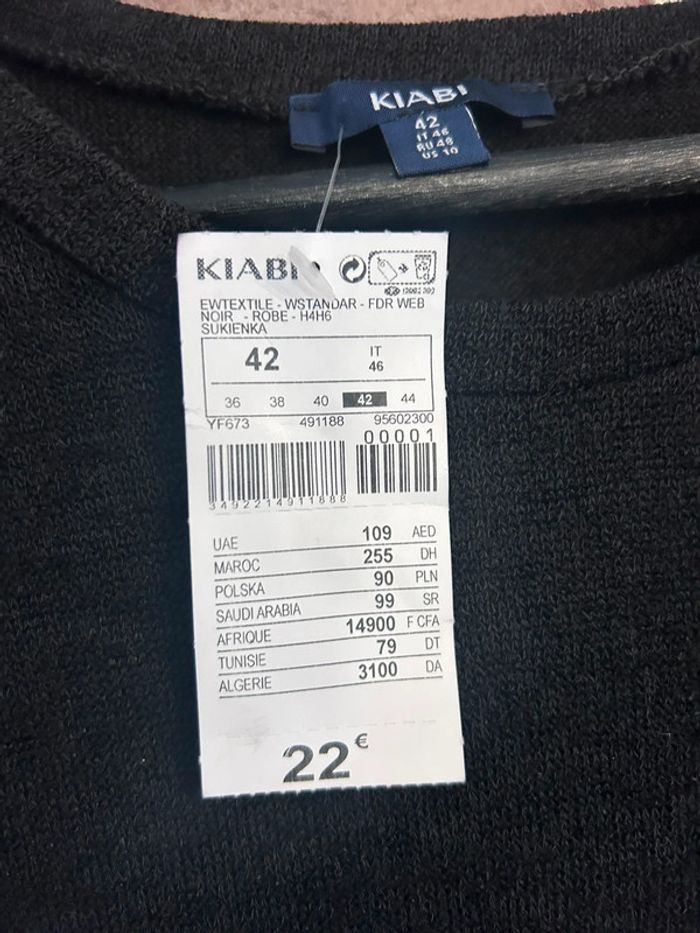 KIABI
42
IT 46
RU 48
US 10
KIABI
EWTEXTILE - WSTANDAR - FDR WEB
NOIR - ROBE - H4H6
SUKIENKA
42 IT 46
36 38 40 42 44
YF673 491188 95602300
00001
3492214911888
UAE 109 AED
MAROC 255 DH
POLSKA 90 PLN
SAUDI ARABIA 99 SR
AFRIQUE 14900 F CFA
TUNISIE 79 DT
ALGERIE 3100 DA
22€